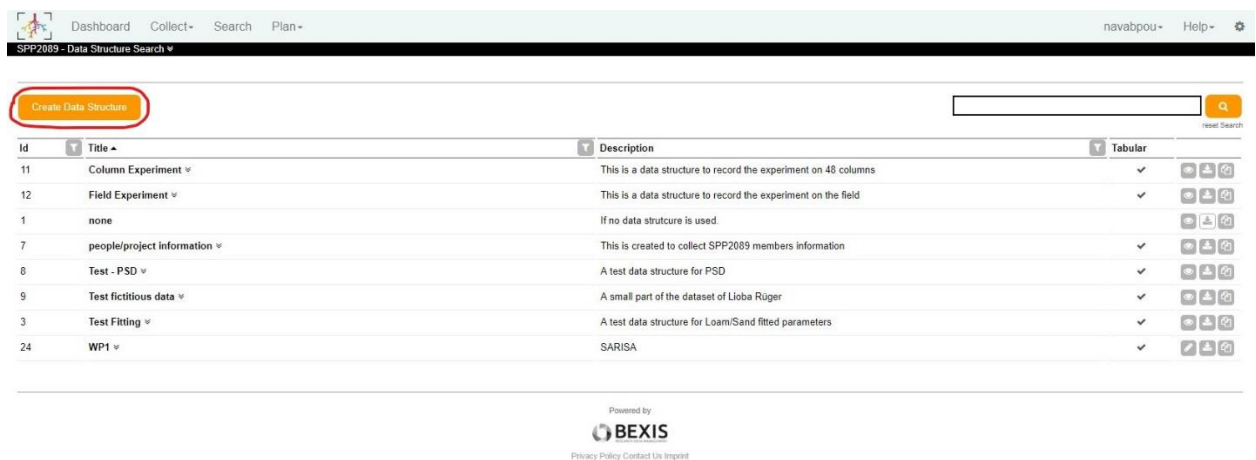 Dashboard Collect Search Plan navabpou Help
SPP2089 - Data Structure Search
Create Data Structure
reset Search
Id Title Description Tabular
11 Column Experiment This is a data structure to record the experiment on 48 columns
12 Field Experiment This is a data structure to record the experiment on the field
1 none If no data strutcure is used.
7 people/project information This is created to collect SPP2089 members information
8 Test - PSD A test data structure for PSD
9 Test fictitious data A small part of the dataset of Lioba Rüger
3 Test Fitting A test data structure for Loam/Sand fitted parameters
24 WP1 SARISA
Powered by
BEXIS
Privacy Policy Contact Us Imprint